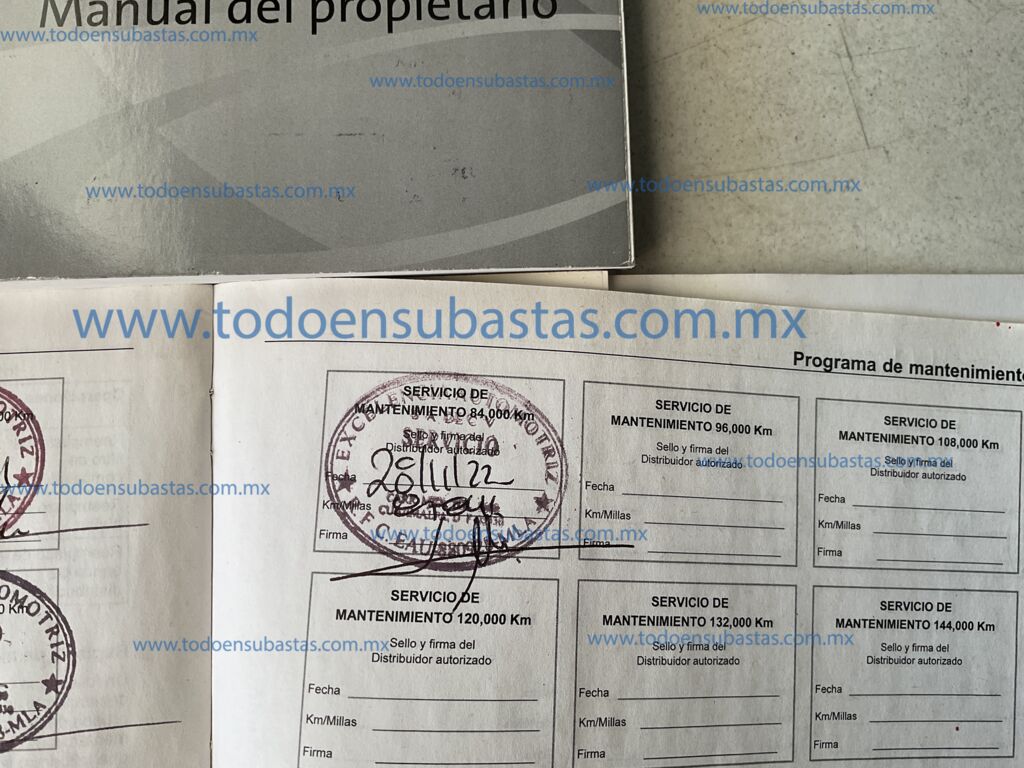 Manual del propietario
www.todoensubastas.com.mx
www.todoensubastas.com.mx
www.todoensubastas.com.mx
www.todoensubastas.com.mx
www.todoensubastas.com.mx
www.todoensubastas.com.mx
Programa de mantenimiento
SERVICIO DE
MANTENIMIENTO 84,000 Km
Sello y firma del
Distribuidor autorizado
SERVICIO
Fecha 28/11/22
Km/Millas
Firma
SERVICIO DE
MANTENIMIENTO 96,000 Km
Sello y firma del
Distribuidor autorizado
Fecha
Km/Millas
Firma
SERVICIO DE
MANTENIMIENTO 108,000 Km
Sello y firma del
Distribuidor autorizado
Fecha
Km/Millas
Firma
www.todoensubastas.com.mx
www.todoensubastas.com.mx
www.todoensubastas.com.mx
SERVICIO DE
MANTENIMIENTO 120,000 Km
Sello y firma del
Distribuidor autorizado
Fecha
Km/Millas
Firma
SERVICIO DE
MANTENIMIENTO 132,000 Km
Sello y firma del
Distribuidor autorizado
Fecha
Km/Millas
Firma
SERVICIO DE
MANTENIMIENTO 144,000 Km
Sello y firma del
Distribuidor autorizado
Fecha
Km/Millas
Firma
www.todoensubastas.com.mx
www.todoensubastas.com.mx